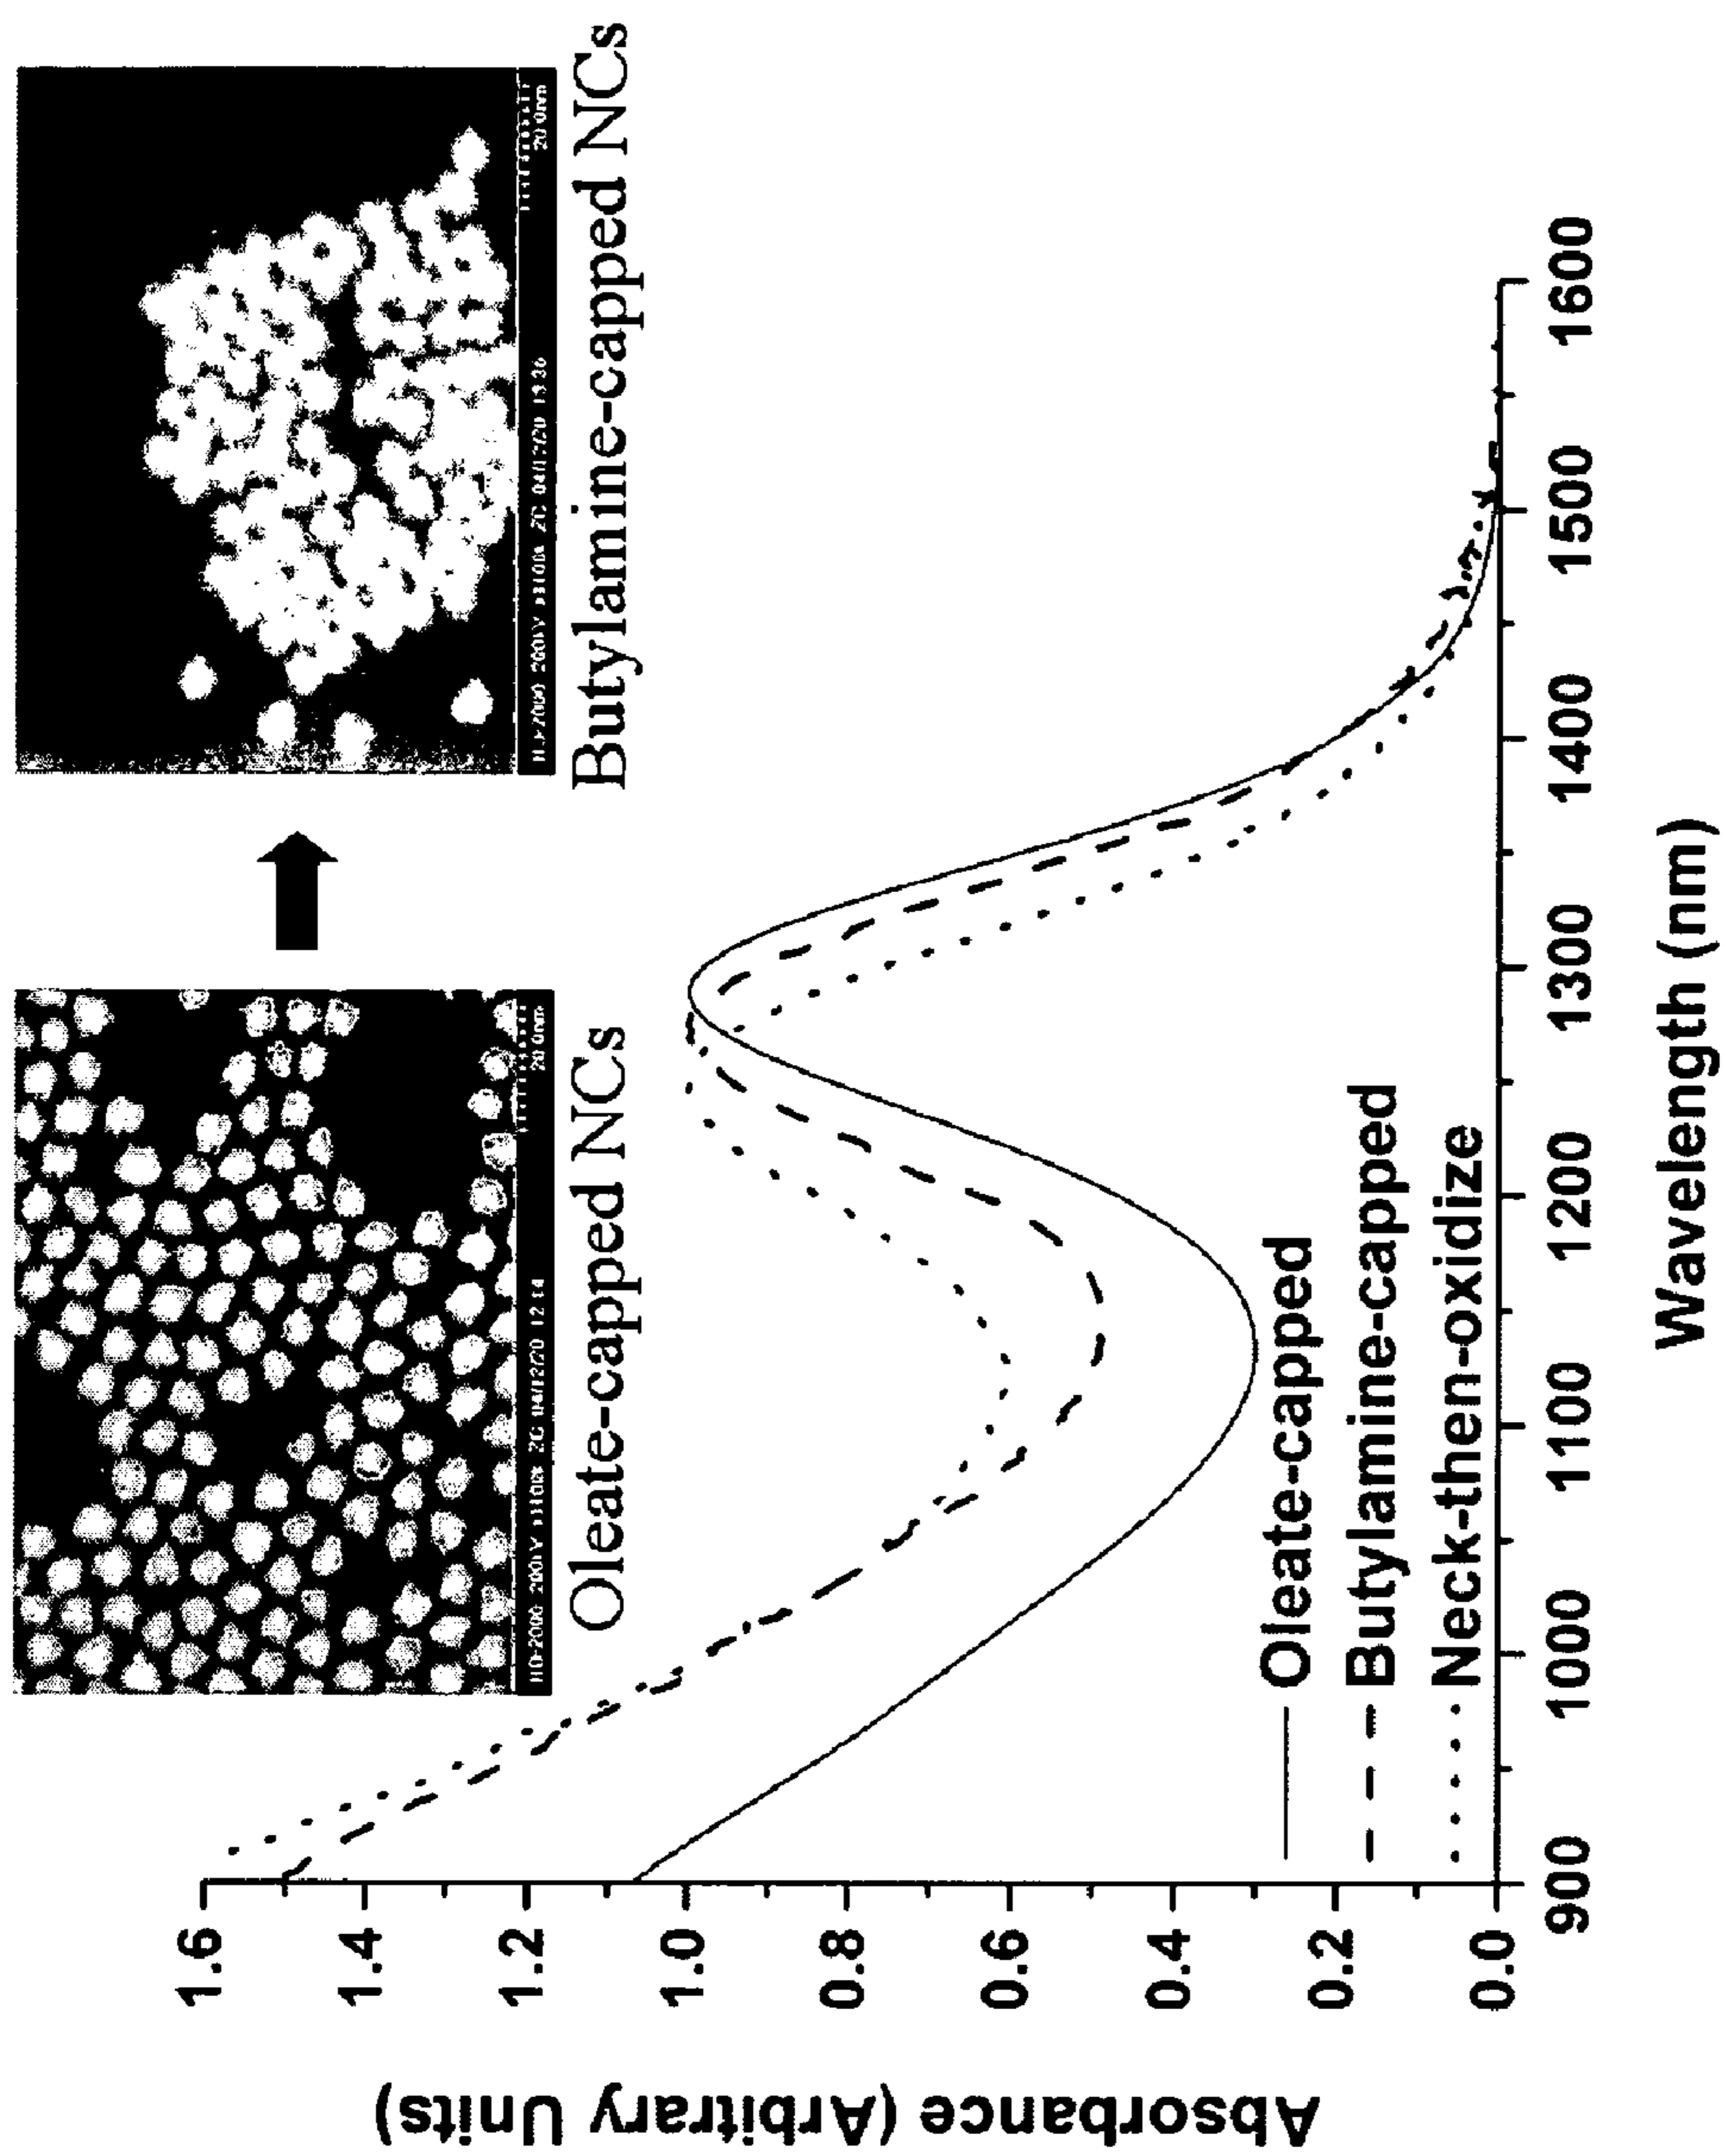 20.0nm
20.0nm
Oleate-capped NCs
Butylamine-capped NCs
Absorbance (Arbitrary Units)
1.6
1.4
1.2
1.0
0.8
0.6
0.4
0.2
0.0
Oleate-capped
Butylamine-capped
Neck-then-oxidize
900
1000
1100
1200
1300
1400
1500
1600
Wavelength (nm)